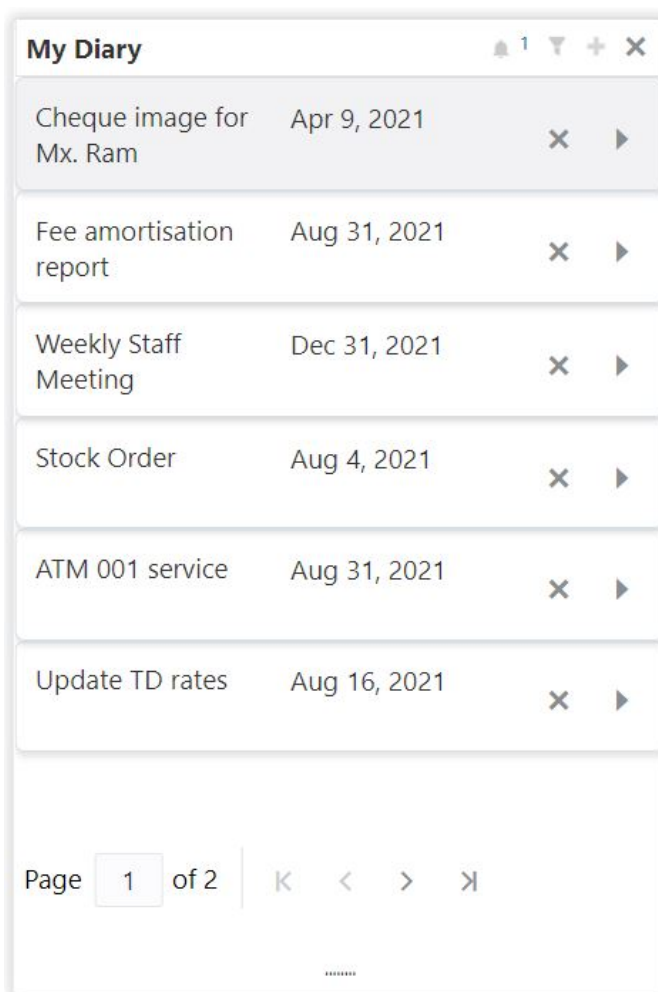 My Diary 1
Cheque image for Apr 9, 2021
Mx. Ram
Fee amortisation Aug 31, 2021
report
Weekly Staff Dec 31, 2021
Meeting
Stock Order Aug 4, 2021
ATM 001 service Aug 31, 2021
Update TD rates Aug 16, 2021
Page 1 of 2